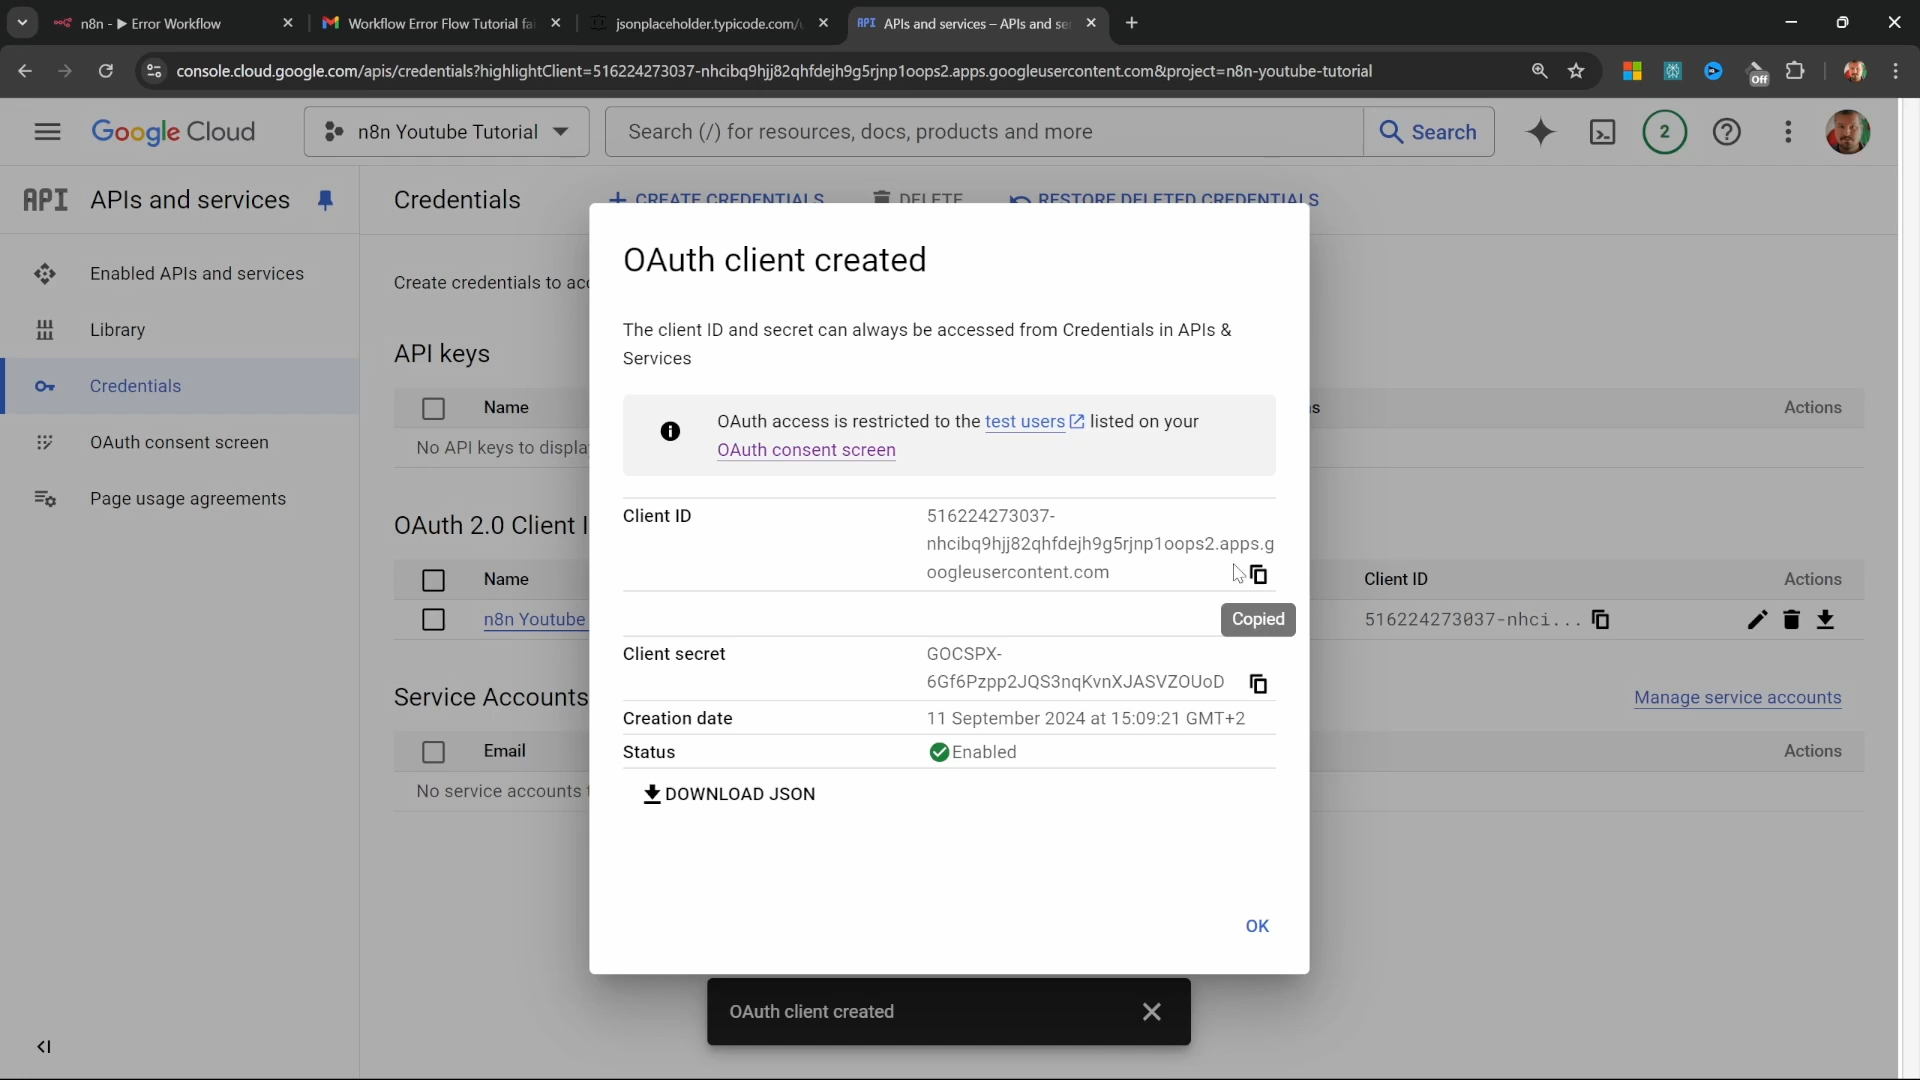 n8n - ▶ Error Workflow
Workflow Error Flow Tutorial fai
jsonplaceholder.typicode.com/
API APIs and services – APIs and se
console.cloud.google.com/apis/credentials?highlightClient=516224273037-nhcibq9hjj82qhfdejh9g5rjnp1oops2.apps.googleusercontent.com&project=n8n-youtube-tutorial
Off
Google Cloud
n8n Youtube Tutorial
Search (/) for resources, docs, products and more
Search
2
API APIs and services
Credentials
CREATE CREDENTIALS
DELETE
RESTORE DELETED CREDENTIALS
Enabled APIs and services
Library
Credentials
OAuth consent screen
Page usage agreements
Create credentials to
API keys
Name
Actions
No API keys to
OAuth 2.0 Client
Name
Client ID
Actions
n8n Youtube
516224273037-nhci...
Service Accounts
Manage service accounts
Email
Actions
No service accounts
OAuth client created
The client ID and secret can always be accessed from Credentials in APIs &
Services
OAuth access is restricted to the test users listed on your
OAuth consent screen
Client ID
516224273037-
nhcibq9hjj82qhfdejh9g5rjnp1oops2.apps.g
oogleusercontent.com
Copied
Client secret
GOCSPX-
6Gf6Pzpp2JQS3nqKvnXJASVZOUoD
Creation date
11 September 2024 at 15:09:21 GMT+2
Status
Enabled
DOWNLOAD JSON
OK
OAuth client created